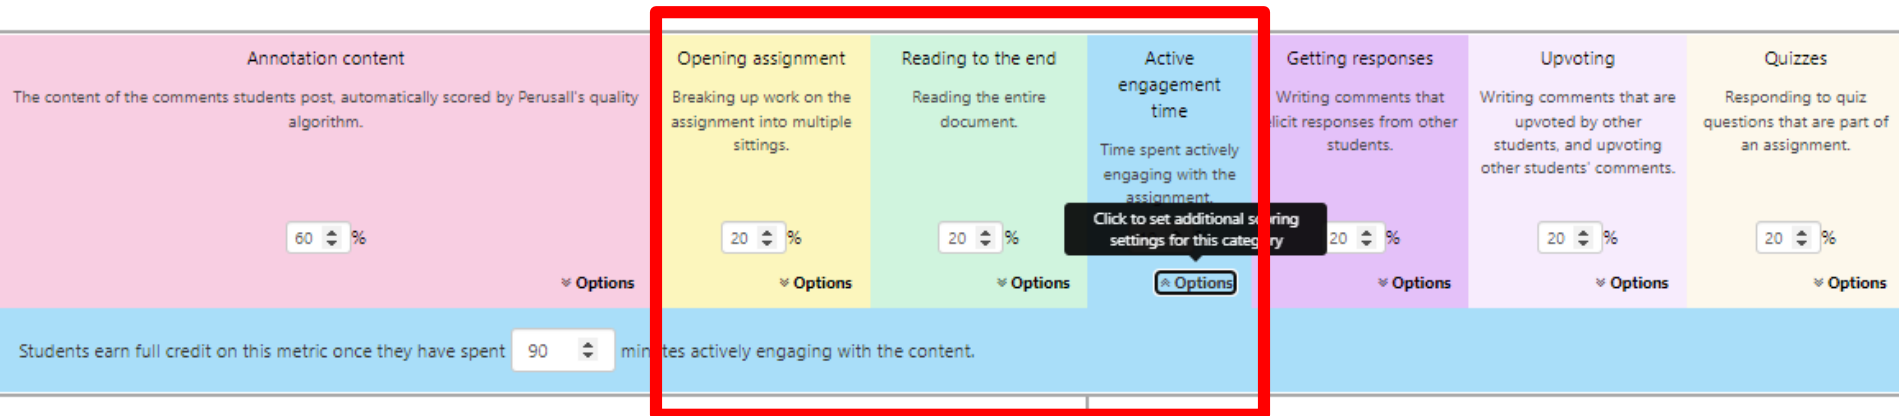 Annotation content
The content of the comments students post, automatically scored by Perusall's quality
algorithm.
60 %
Options
Opening assignment
Breaking up work on the
assignment into multiple
sittings.
20 %
Options
Reading to the end
Reading the entire
document.
20 %
Options
Active
engagement
time
Time spent actively
engaging with the
assignment.
Click to set additional scoring
settings for this category
Options
Getting responses
Writing comments that
elicit responses from other
students.
20 %
Options
Upvoting
Writing comments that are
upvoted by other
students, and upvoting
other students' comments.
20 %
Options
Quizzes
Responding to quiz
questions that are part of
an assignment.
20 %
Options
Students earn full credit on this metric once they have spent 90 minutes actively engaging with the content.